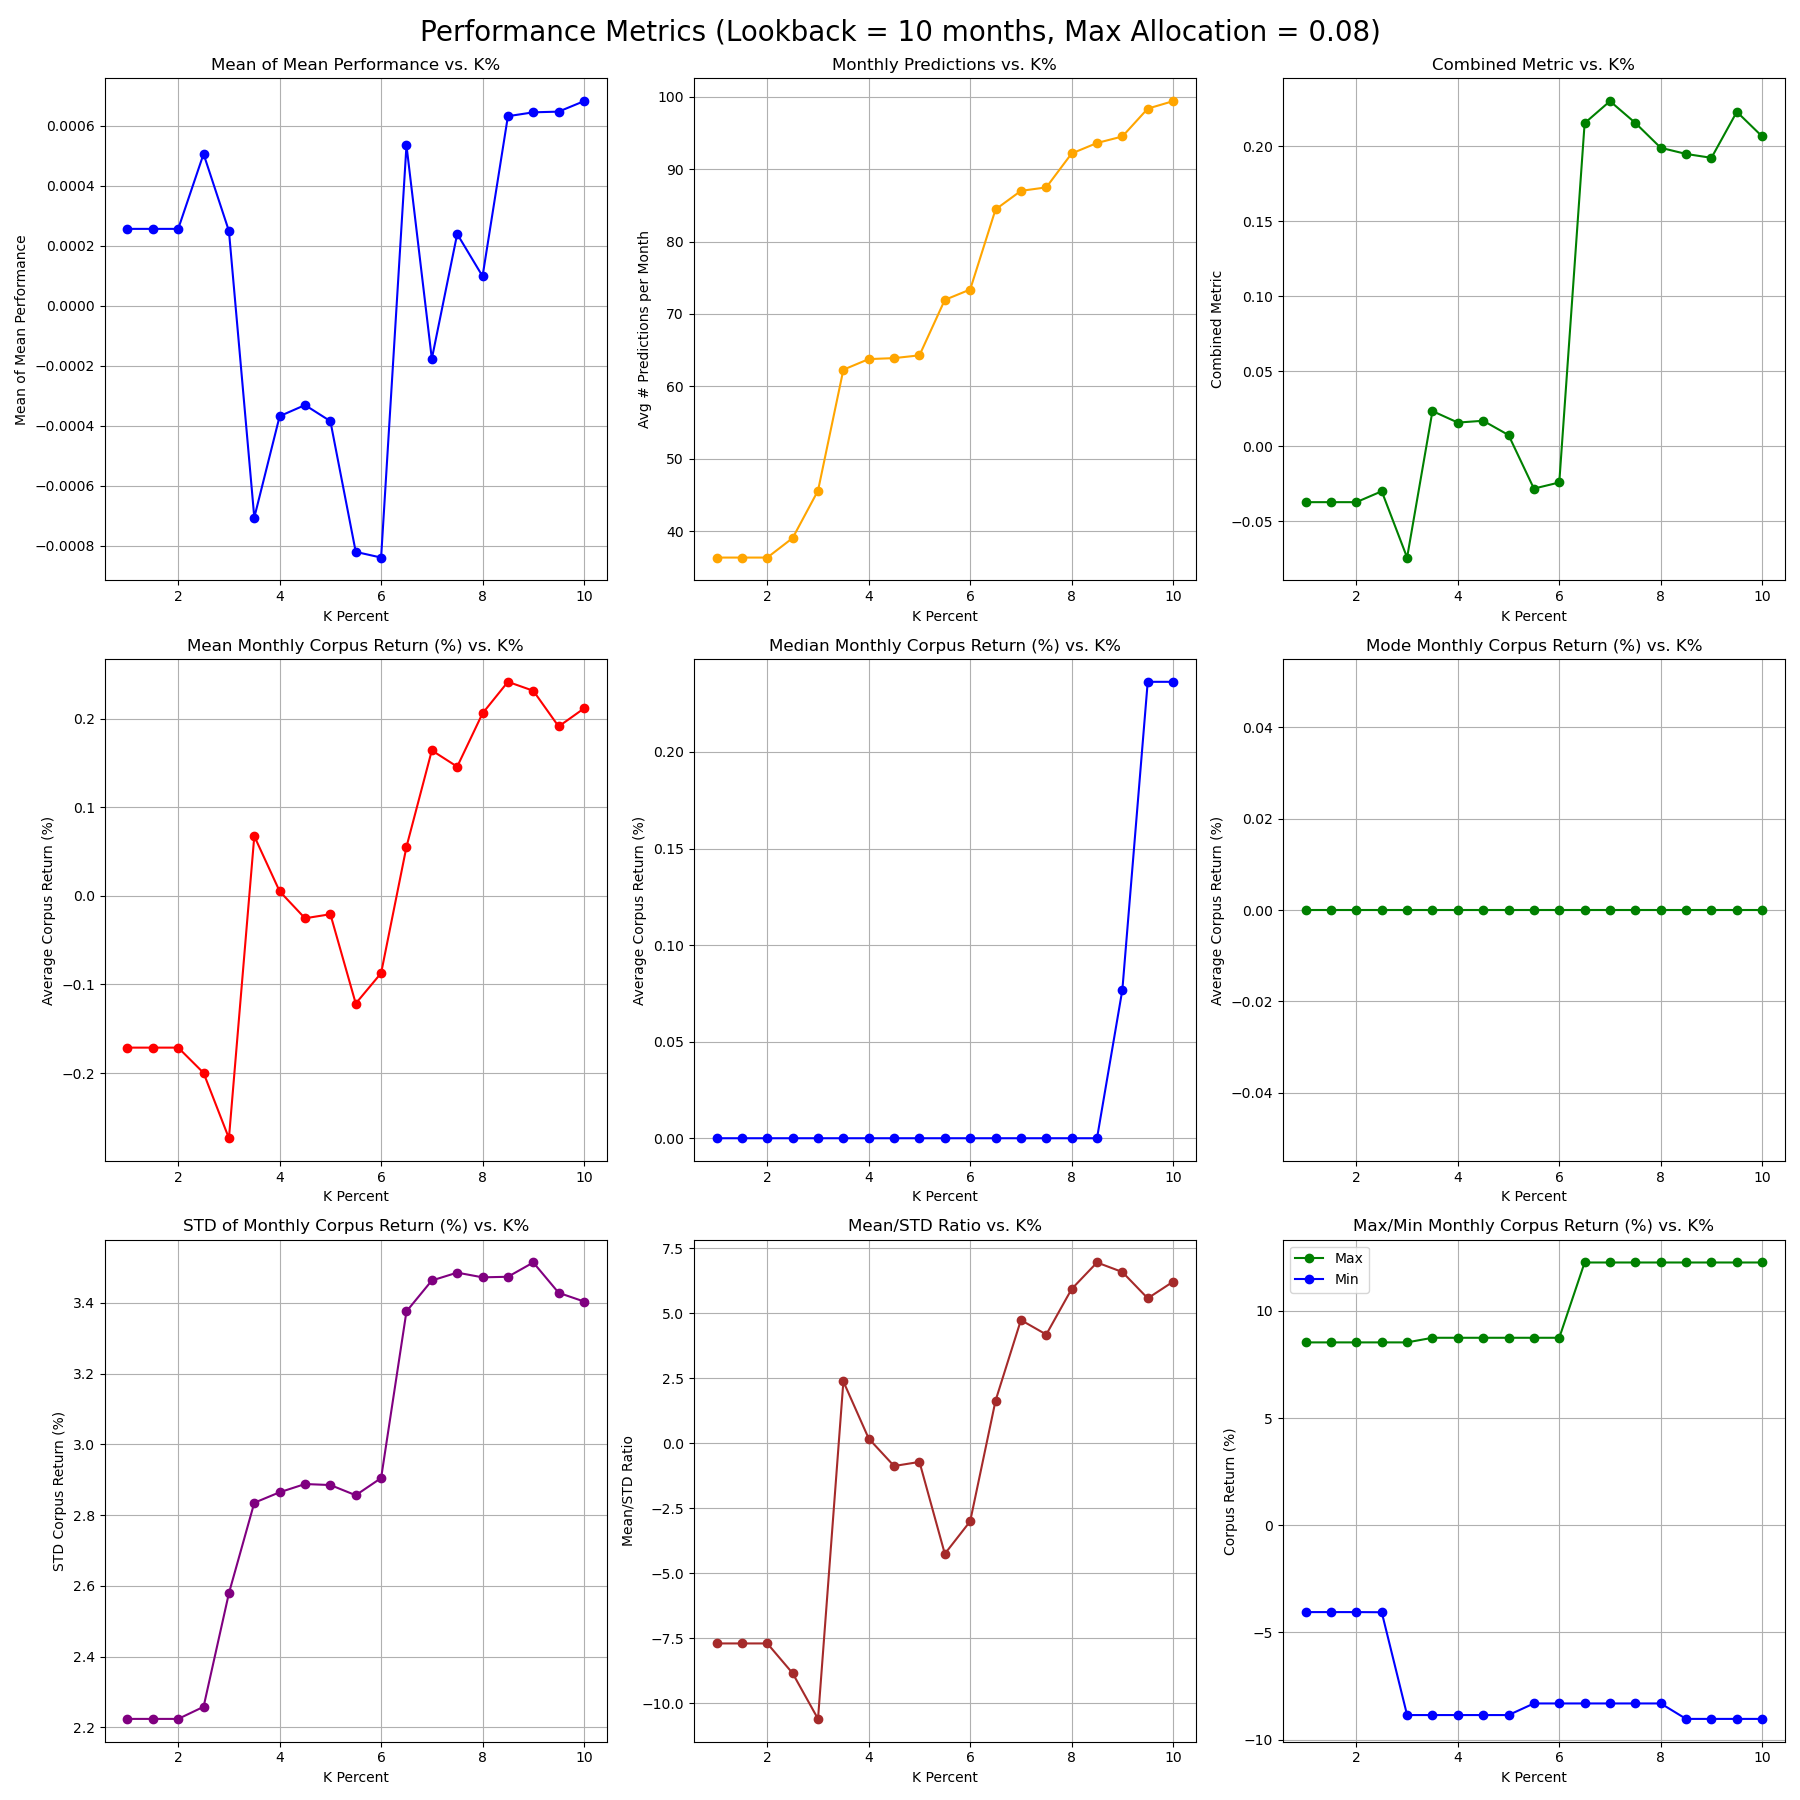 Performance Metrics (Lookback = 10 months, Max Allocation = 0.08)
Mean of Mean Performance vs. K%
Mean of Mean Performance
0.0006
0.0004
0.0002
0.0000
−0.0002
−0.0004
−0.0006
−0.0008
2 4 6 8 10
K Percent
Monthly Predictions vs. K%
Avg # Predictions per Month
100
90
80
70
60
50
40
2 4 6 8 10
K Percent
Combined Metric vs. K%
Combined Metric
0.20
0.15
0.10
0.05
0.00
−0.05
2 4 6 8 10
K Percent
Mean Monthly Corpus Return (%) vs. K%
Average Corpus Return (%)
0.2
0.1
0.0
−0.1
−0.2
2 4 6 8 10
K Percent
Median Monthly Corpus Return (%) vs. K%
Average Corpus Return (%)
0.20
0.15
0.10
0.05
0.00
2 4 6 8 10
K Percent
Mode Monthly Corpus Return (%) vs. K%
Average Corpus Return (%)
0.04
0.02
0.00
−0.02
−0.04
2 4 6 8 10
K Percent
STD of Monthly Corpus Return (%) vs. K%
STD Corpus Return (%)
3.4
3.2
3.0
2.8
2.6
2.4
2.2
2 4 6 8 10
K Percent
Mean/STD Ratio vs. K%
Mean/STD Ratio
7.5
5.0
2.5
0.0
−2.5
−5.0
−7.5
−10.0
2 4 6 8 10
K Percent
Max/Min Monthly Corpus Return (%) vs. K%
Max
Min
Corpus Return (%)
10
5
0
−5
−10
2 4 6 8 10
K Percent